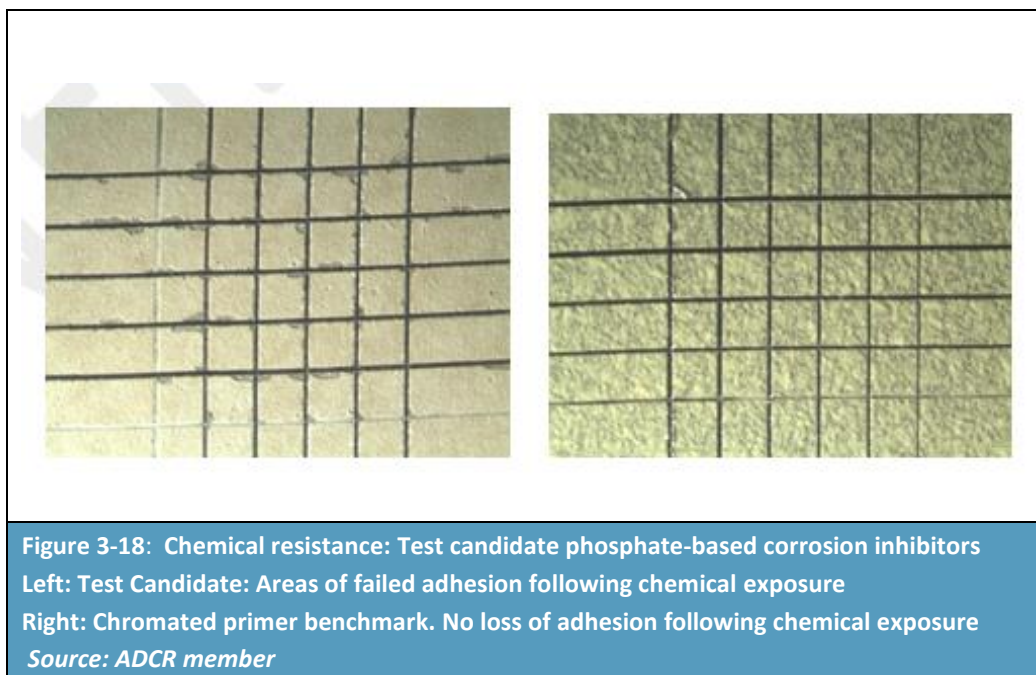 Figure 3-18: Chemical resistance: Test candidate phosphate-based corrosion inhibitors
Left: Test Candidate: Areas of failed adhesion following chemical exposure
Right: Chromated primer benchmark. No loss of adhesion following chemical exposure
Source: ADCR member